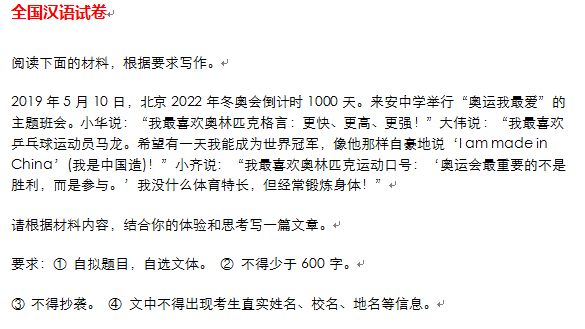 全国汉语试卷
阅读下面的材料，根据要求写作。
2019 年 5 月 10 日，北京 2022 年冬奥会倒计时 1000 天。来安中学举行“奥运我最爱”的
主题班会。小华说：“我最喜欢奥林匹克格言：更快、更高、更强！”大伟说：“我最喜欢
乒乓球运动员马龙。希望有一天我能成为世界冠军，像他那样自豪地说‘I am made in
China’(我是中国造)！”小齐说：“我最喜欢奥林匹克运动口号：‘奥运会最重要的不是
胜利，而是参与。’我没什么体育特长，但经常锻炼身体！”
请根据材料内容，结合你的体验和思考写一篇文章。
要求：① 自拟题目，自选文体。 ② 不得少于 600 字。
③ 不得抄袭。 ④ 文中不得出现考生直实姓名、校名、地名等信息。